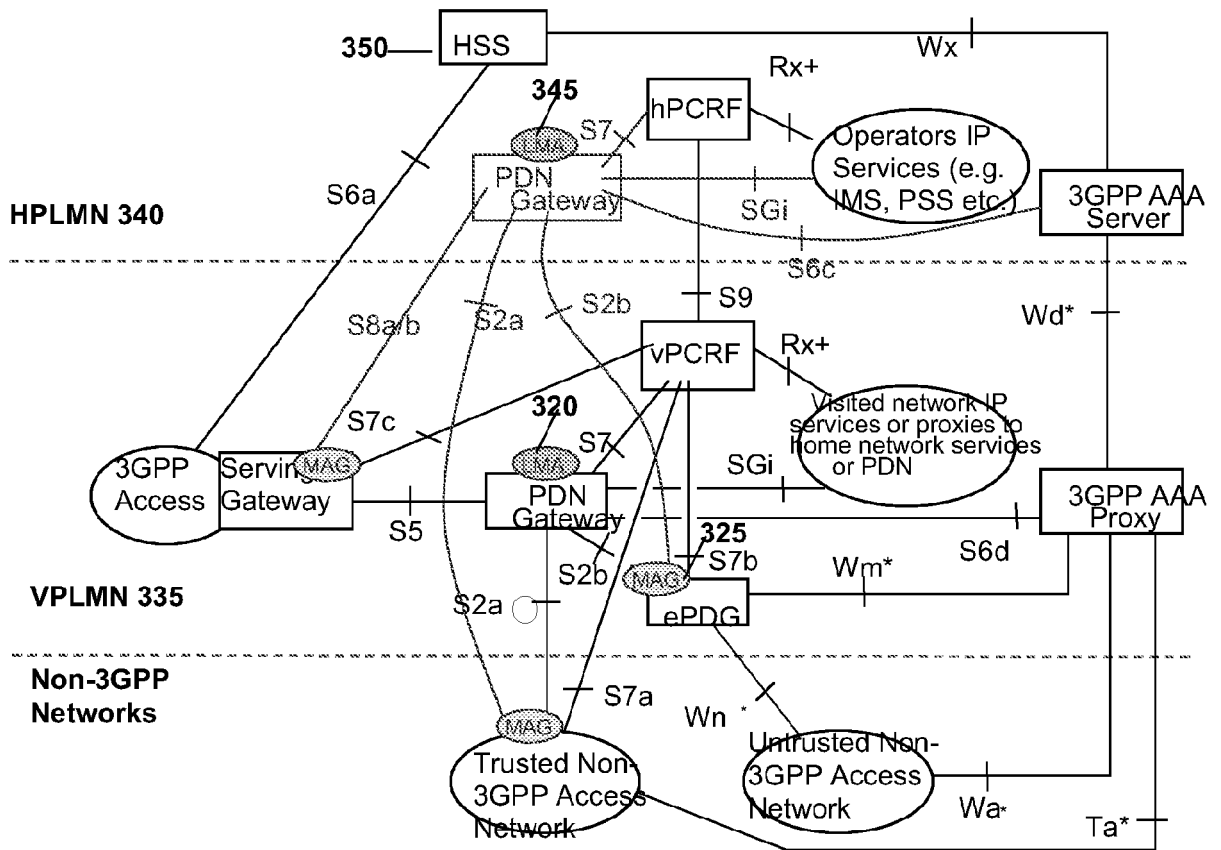 350
HSS
Wx
Rx+
345
hPCRF
S7
LMA
PDN
Gateway
Operators IP
Services (e.g.
IMS, PSS etc.)
S6a
SGi
3GPP AAA
Server
HPLMN 340
S6c
S8a/b
S2a
S2b
S9
Wd*
vPCRF
Rx+
Visited network IP
services or proxies to
home network services
or PDN
320
S7c
S7
LMA
3GPP
Access
Serving
Gateway
MAG
PDN
Gateway
SGi
3GPP AAA
Proxy
S5
325
S6d
S2b
S7b
Wm*
MAG
ePDG
VPLMN 335
S2a
Non-3GPP
Networks
S7a
Wn *
MAG
Trusted Non-
3GPP Access
Network
Untrusted Non-
3GPP Access
Network
Wa*
Ta*